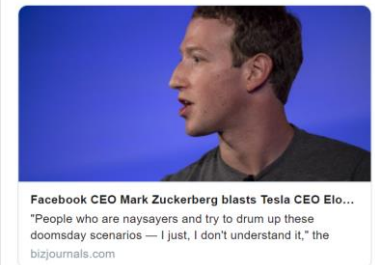 Facebook CEO Mark Zuckerberg blasts Tesla CEO Elo...
"People who are naysayers and try to drum up these
doomsday scenarios — I just, I don't understand it," the
bizjournals.com